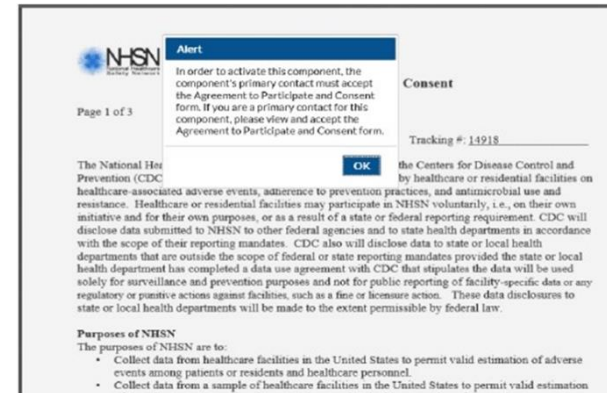 NHSN
National Healthcare
Safety Network
Alert
In order to activate this component, the
component's primary contact must accept
the Agreement to Participate and Consent
form. If you are a primary contact for this
component, please view and accept the
Agreement to Participate and Consent form.
OK
Consent
Page 1 of 3
Tracking #: 14918
The National Hea the Centers for Disease Control and
Prevention (CDC by healthcare or residential facilities on
healthcare-associated adverse events, adherence to prevention practices, and antimicrobial use and
resistance. Healthcare or residential facilities may participate in NHSN voluntarily, i.e., on their own
initiative and for their own purposes, or as a result of a state or federal reporting requirement. CDC will
disclose data submitted to NHSN to other federal agencies and to state health departments in accordance
with the scope of their reporting mandates. CDC also will disclose data to state or local health
departments that are outside the scope of federal or state reporting mandates provided the state or local
health department has completed a data use agreement with CDC that stipulates the data will be used
solely for surveillance and prevention purposes and not for public reporting of facility-specific data or any
regulatory or punitive actions against facilities, such as a fine or licensure action. These data disclosures to
state or local health departments will be made to the extent permissible by federal law.
Purposes of NHSN
The purposes of NHSN are to:
• Collect data from healthcare facilities in the United States to permit valid estimation of adverse
events among patients or residents and healthcare personnel.
• Collect data from a sample of healthcare facilities in the United States to permit valid estimation